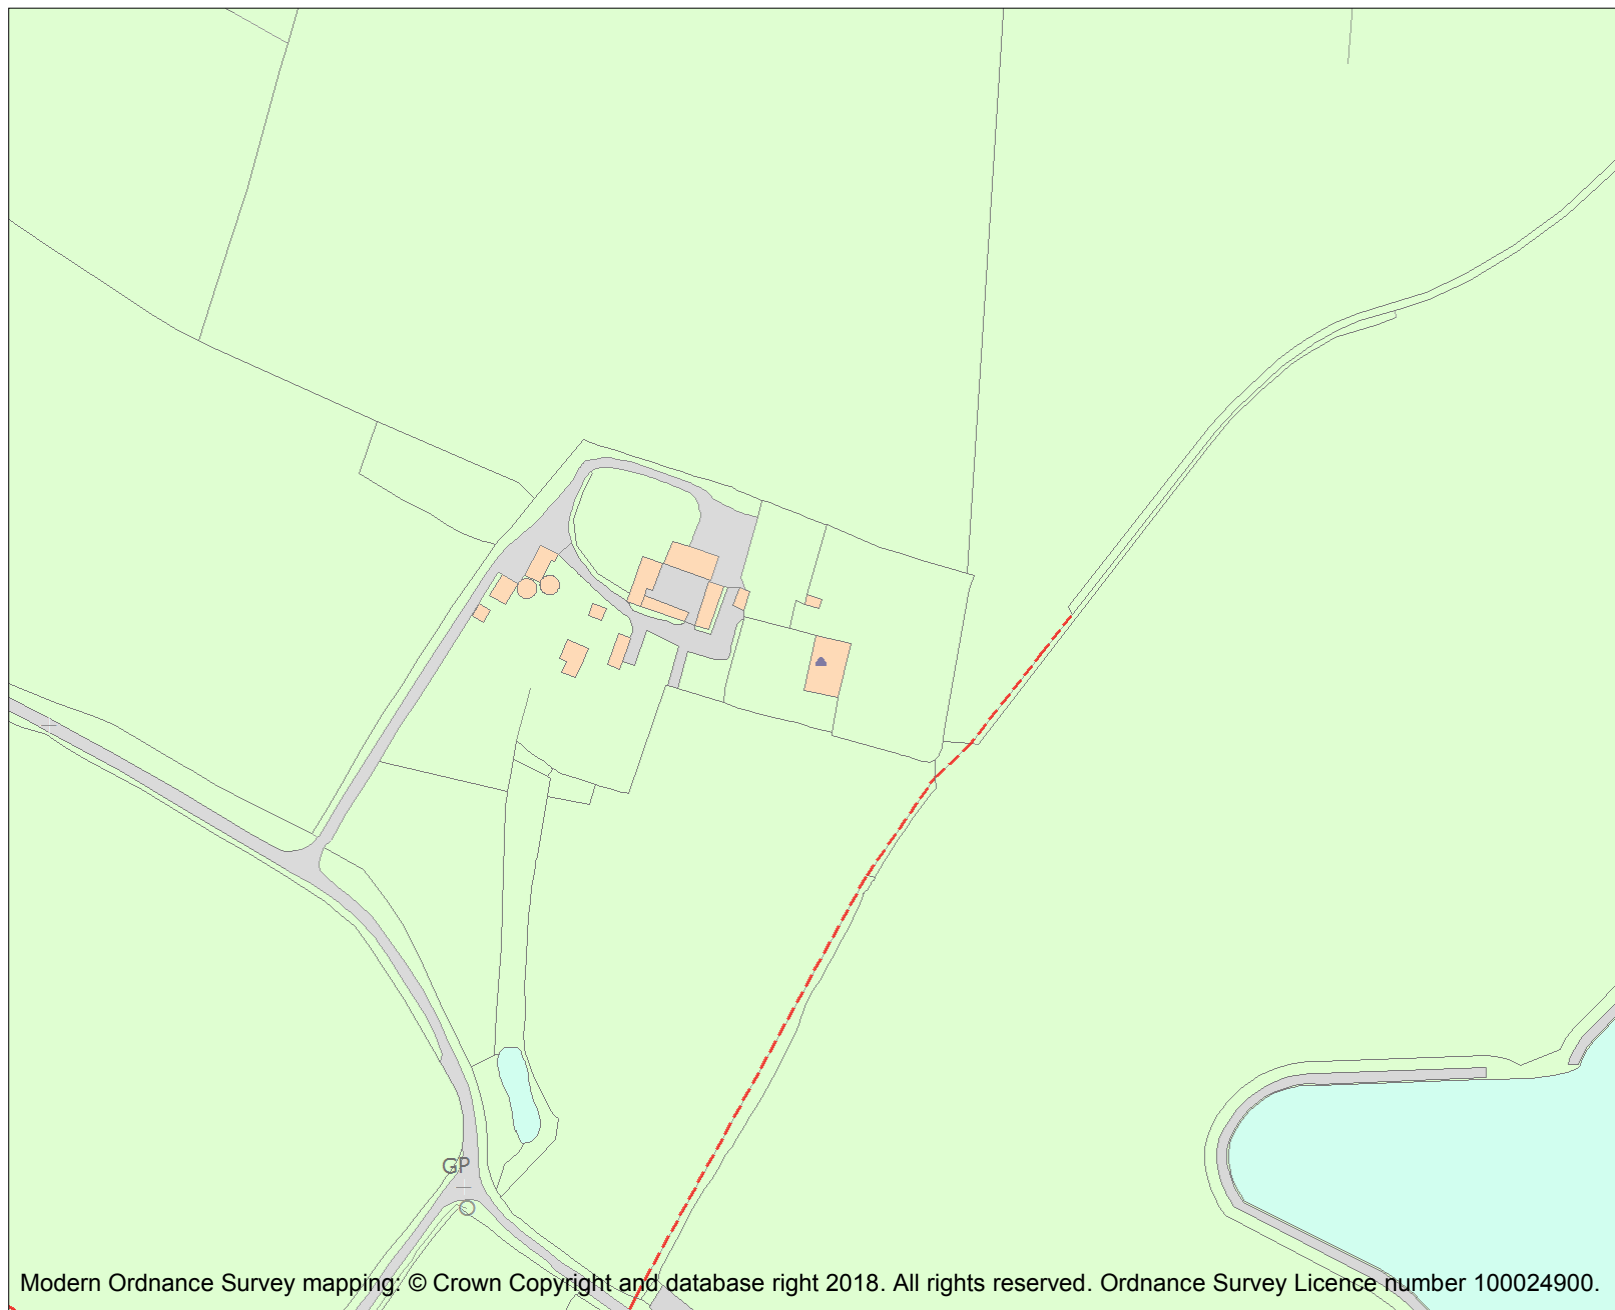 GP
Modern Ordnance Survey mapping: © Crown Copyright and database right 2018. All rights reserved. Ordnance Survey Licence number 100024900.